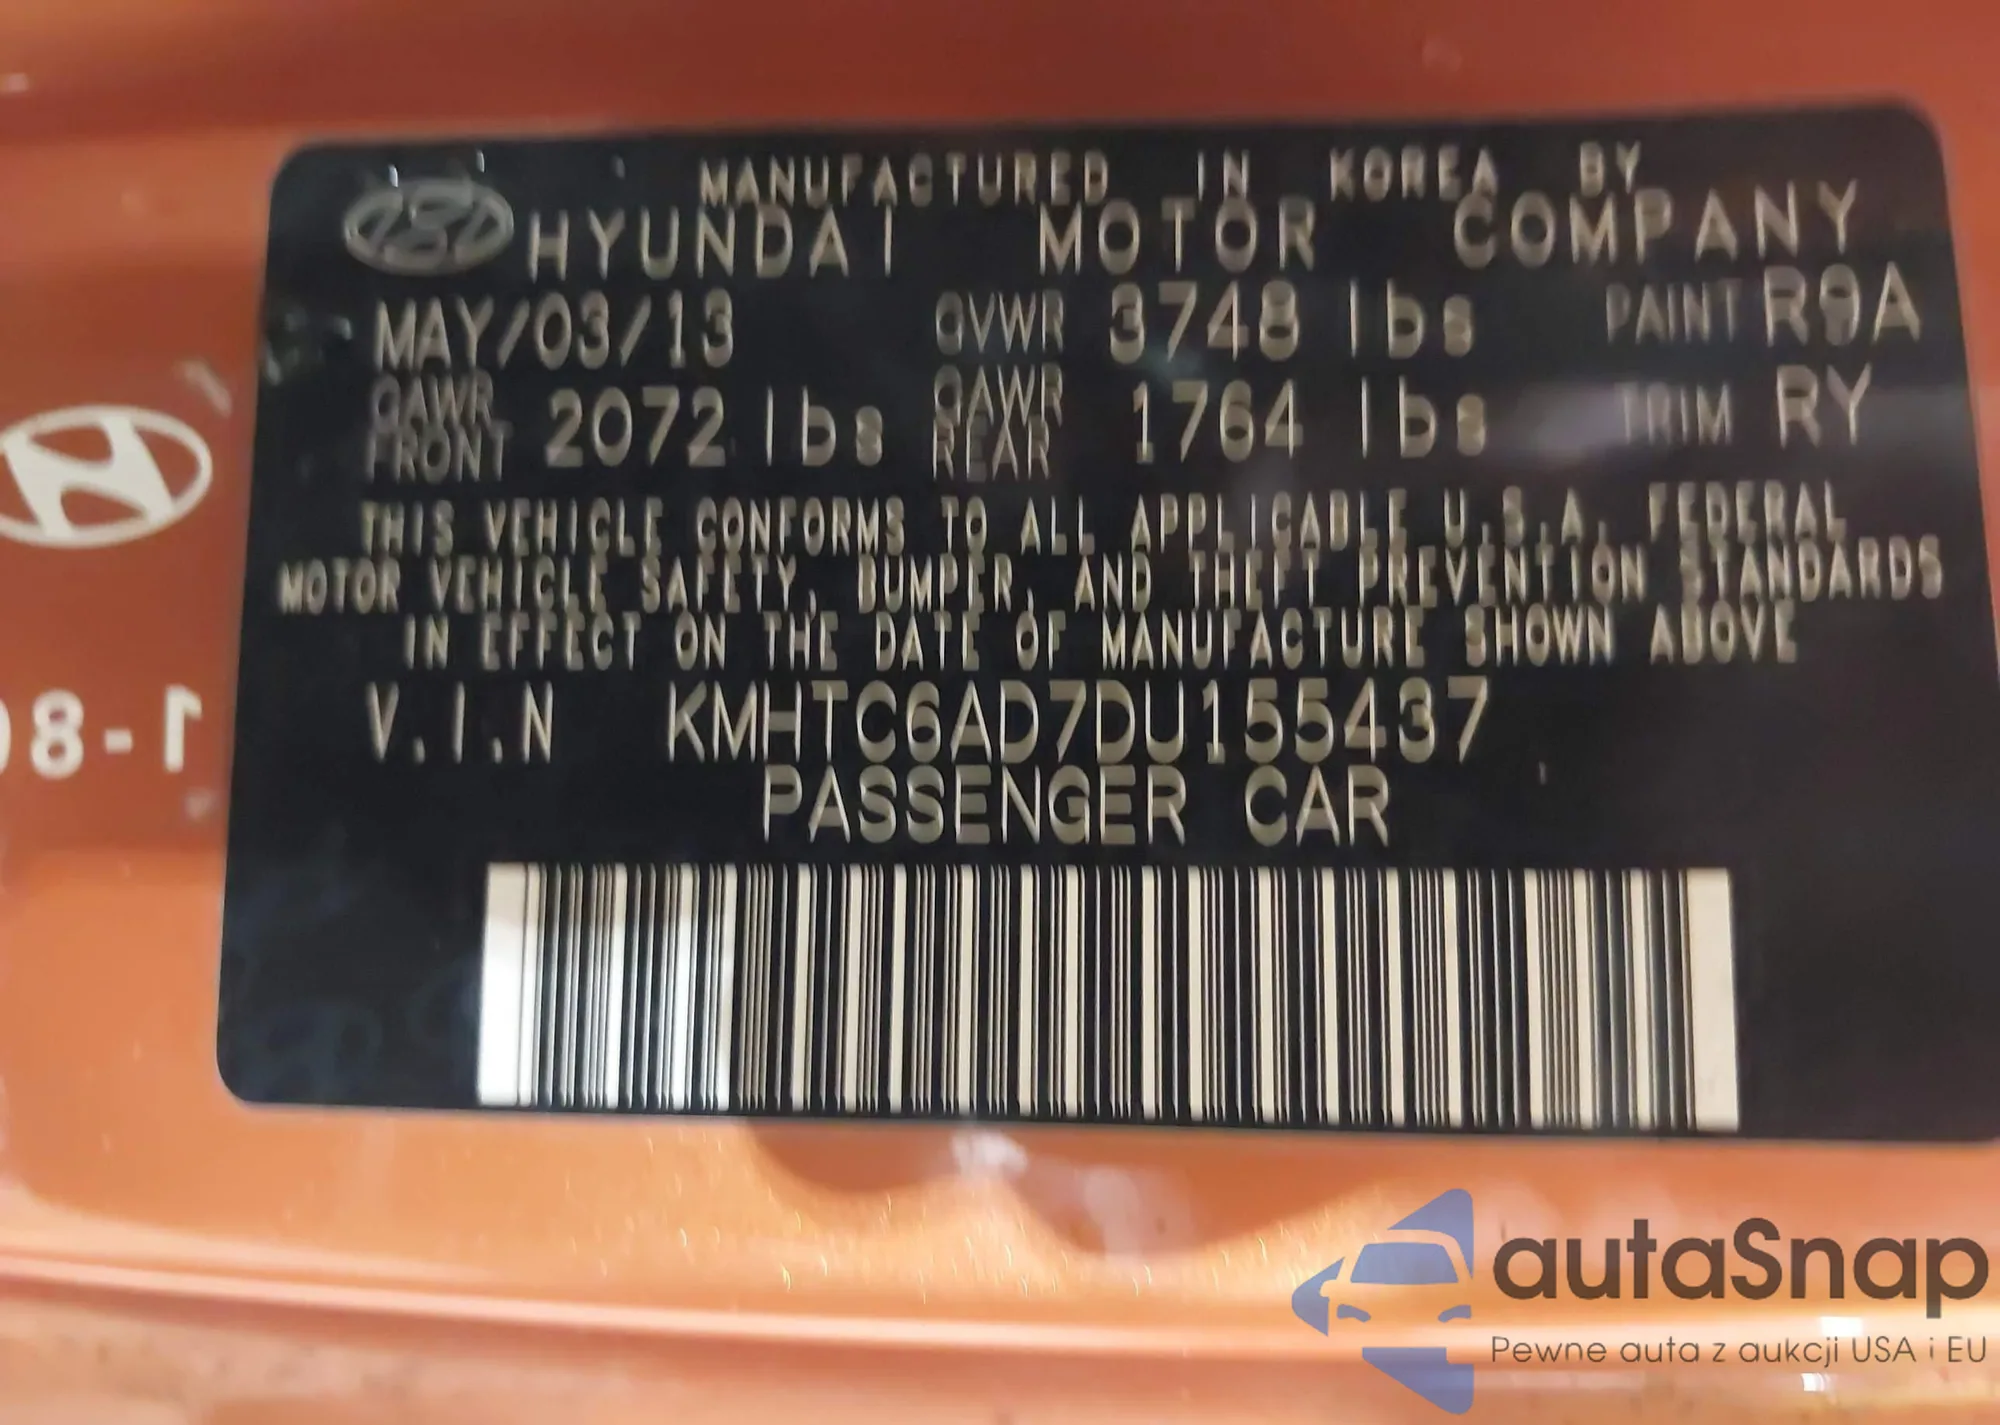 MANUFACTURED IN KOREA BY
HYUNDAI MOTOR COMPANY
MAY/03/13 GVWR 3748 lbs PAINT R9A
GAWR FRONT 2072 lbs GAWR REAR 1764 lbs TRIM RY
THIS VEHICLE CONFORMS TO ALL APPLICABLE U.S.A. FEDERAL
MOTOR VEHICLE SAFETY, BUMPER, AND THEFT PREVENTION STANDARDS
IN EFFECT ON THE DATE OF MANUFACTURE SHOWN ABOVE
V.I.N KMHTC6AD7DU155437
PASSENGER CAR
autaSnap
Pewne auta z aukcji USA i EU